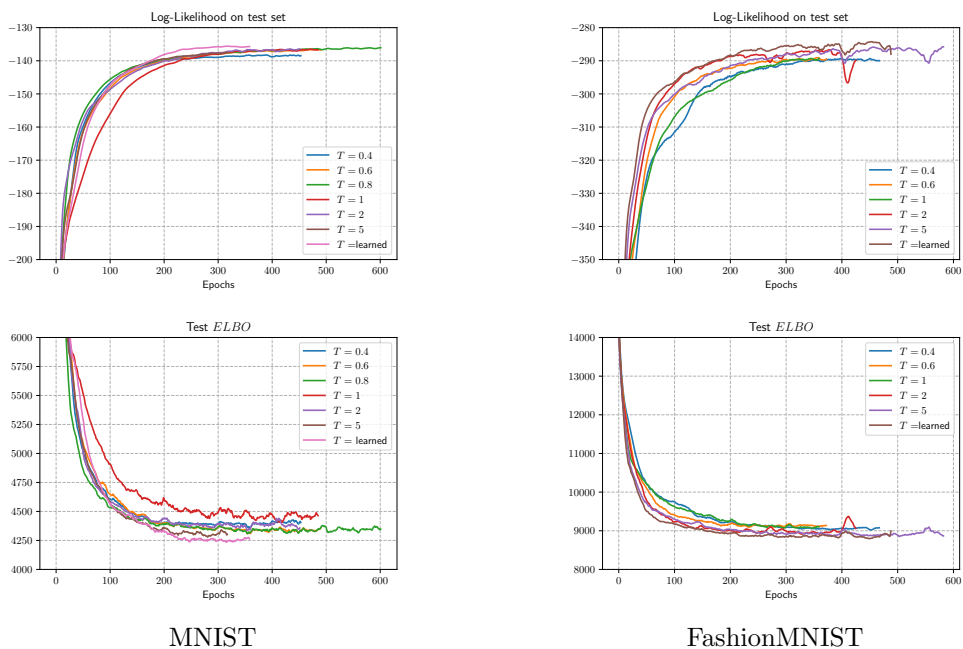 Log-Likelihood on test set
−130
−140
−150
−160
−170
−180
−190
−200
0 100 200 300 400 500 600
Epochs
T = 0.4
T = 0.6
T = 0.8
T = 1
T = 2
T = 5
T =learned
Log-Likelihood on test set
−280
−290
−300
−310
−320
−330
−340
−350
0 100 200 300 400 500 600
Epochs
T = 0.4
T = 0.6
T = 1
T = 2
T = 5
T =learned
Test ELBO
6000
5750
5500
5250
5000
4750
4500
4250
4000
0 100 200 300 400 500 600
Epochs
T = 0.4
T = 0.6
T = 0.8
T = 1
T = 2
T = 5
T = learned
Test ELBO
14000
13000
12000
11000
10000
9000
8000
0 100 200 300 400 500 600
Epochs
T = 0.4
T = 0.6
T = 1
T = 2
T = 5
T =learned
MNIST
FashionMNIST